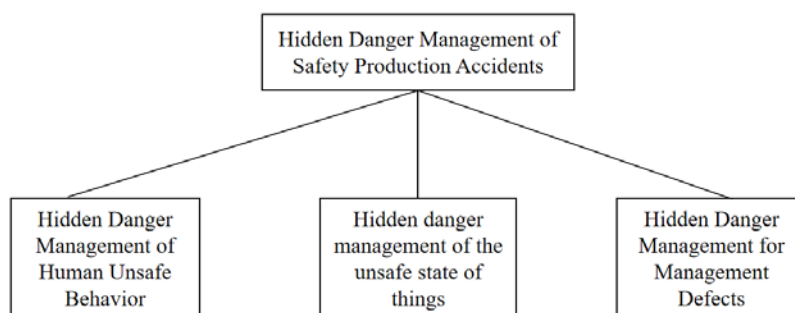 Hidden Danger Management of
Safety Production Accidents
Hidden Danger
Management of
Human Unsafe
Behavior
Hidden danger
management of the
unsafe state of
things
Hidden Danger
Management for
Management
Defects